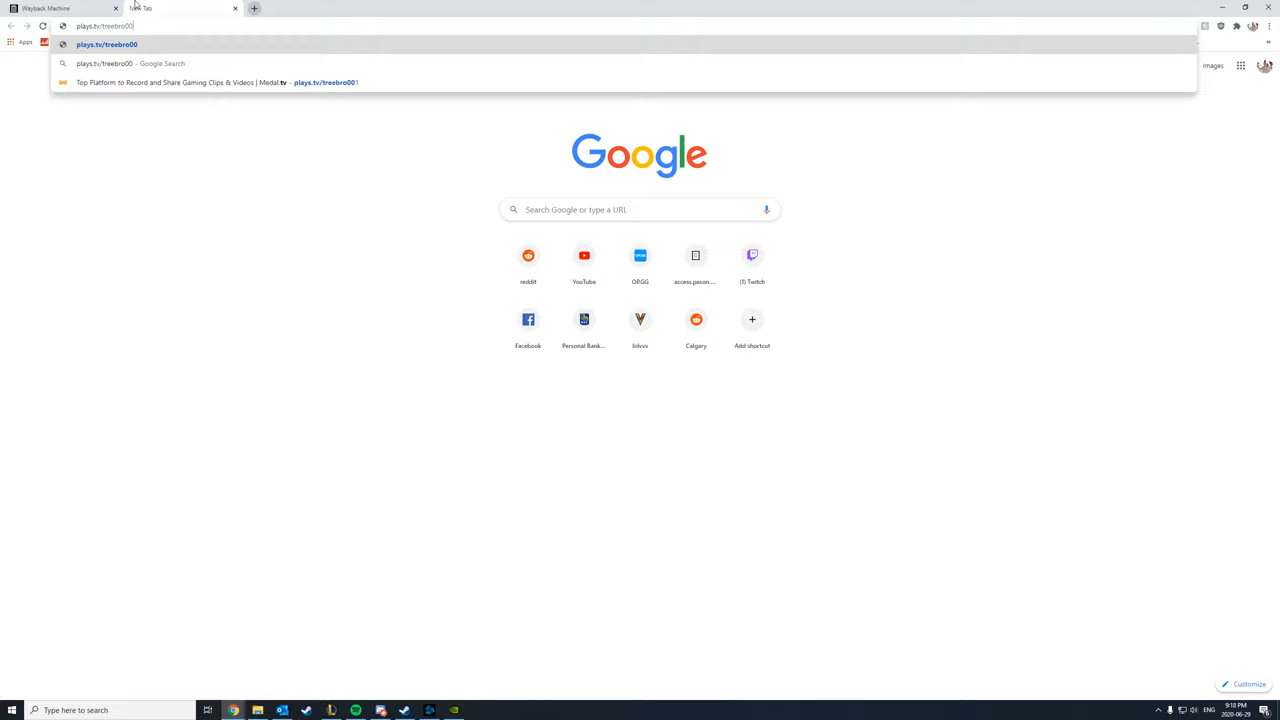 Wayback Machine
New Tab
plays.tv/treebro00
Apps
plays.tv/treebro00
plays.tv/treebro00 - Google Search
Top Platform to Record and Share Gaming Clips & Videos | Medal.tv - plays.tv/treebro001
Images
Google
Search Google or type a URL
reddit YouTube ORGG access.pason.... (1) Twitch
Facebook Personal Bank... lolvvv Calgary Add shortcut
Customize
Type here to search
ENG
9:18 PM
2020-06-29